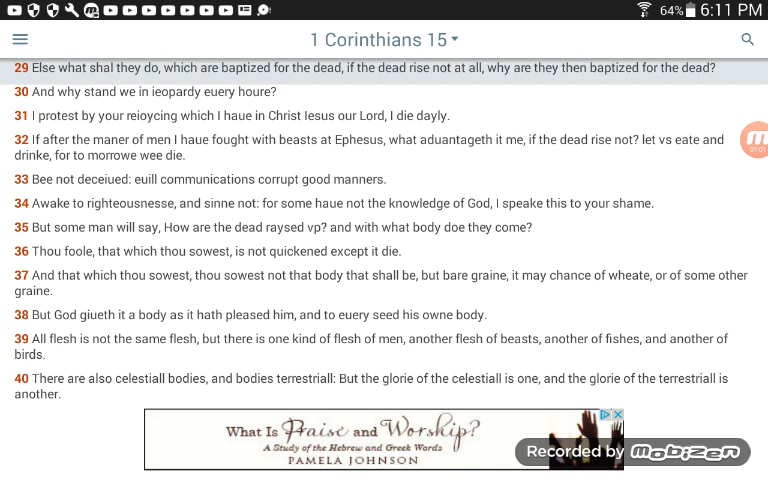 64% 6:11 PM
1 Corinthians 15
29 Else what shal they do, which are baptized for the dead, if the dead rise not at all, why are they then baptized for the dead?
30 And why stand we in ieopardy euery houre?
31 I protest by your reioycing which I haue in Christ Iesus our Lord, I die dayly.
32 If after the maner of men I haue fought with beasts at Ephesus, what aduantageth it me, if the dead rise not? let vs eate and
drinke, for to morrowe wee die.
33 Bee not deceiued: euill communications corrupt good manners.
34 Awake to righteousnesse, and sinne not: for some haue not the knowledge of God, I speake this to your shame.
35 But some man will say, How are the dead raysed vp? and with what body doe they come?
36 Thou foole, that which thou sowest, is not quickened except it die.
37 And that which thou sowest, thou sowest not that body that shall be, but bare graine, it may chance of wheate, or of some other
graine.
38 But God giueth it a body as it hath pleased him, and to euery seed his owne body.
39 All flesh is not the same flesh, but there is one kind of flesh of men, another flesh of beasts, another of fishes, and another of
birds.
40 There are also celestiall bodies, and bodies terrestriall: But the glorie of the celestiall is one, and the glorie of the terrestriall is
another.
What Is Praise and Worship?
A Study of the Hebrew and Greek Words
PAMELA JOHNSON
Recorded by mobizen